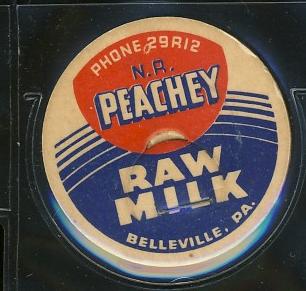 PHONE 29R12
N.R.
PEACHEY
RAW
MILK
BELLEVILLE, PA.